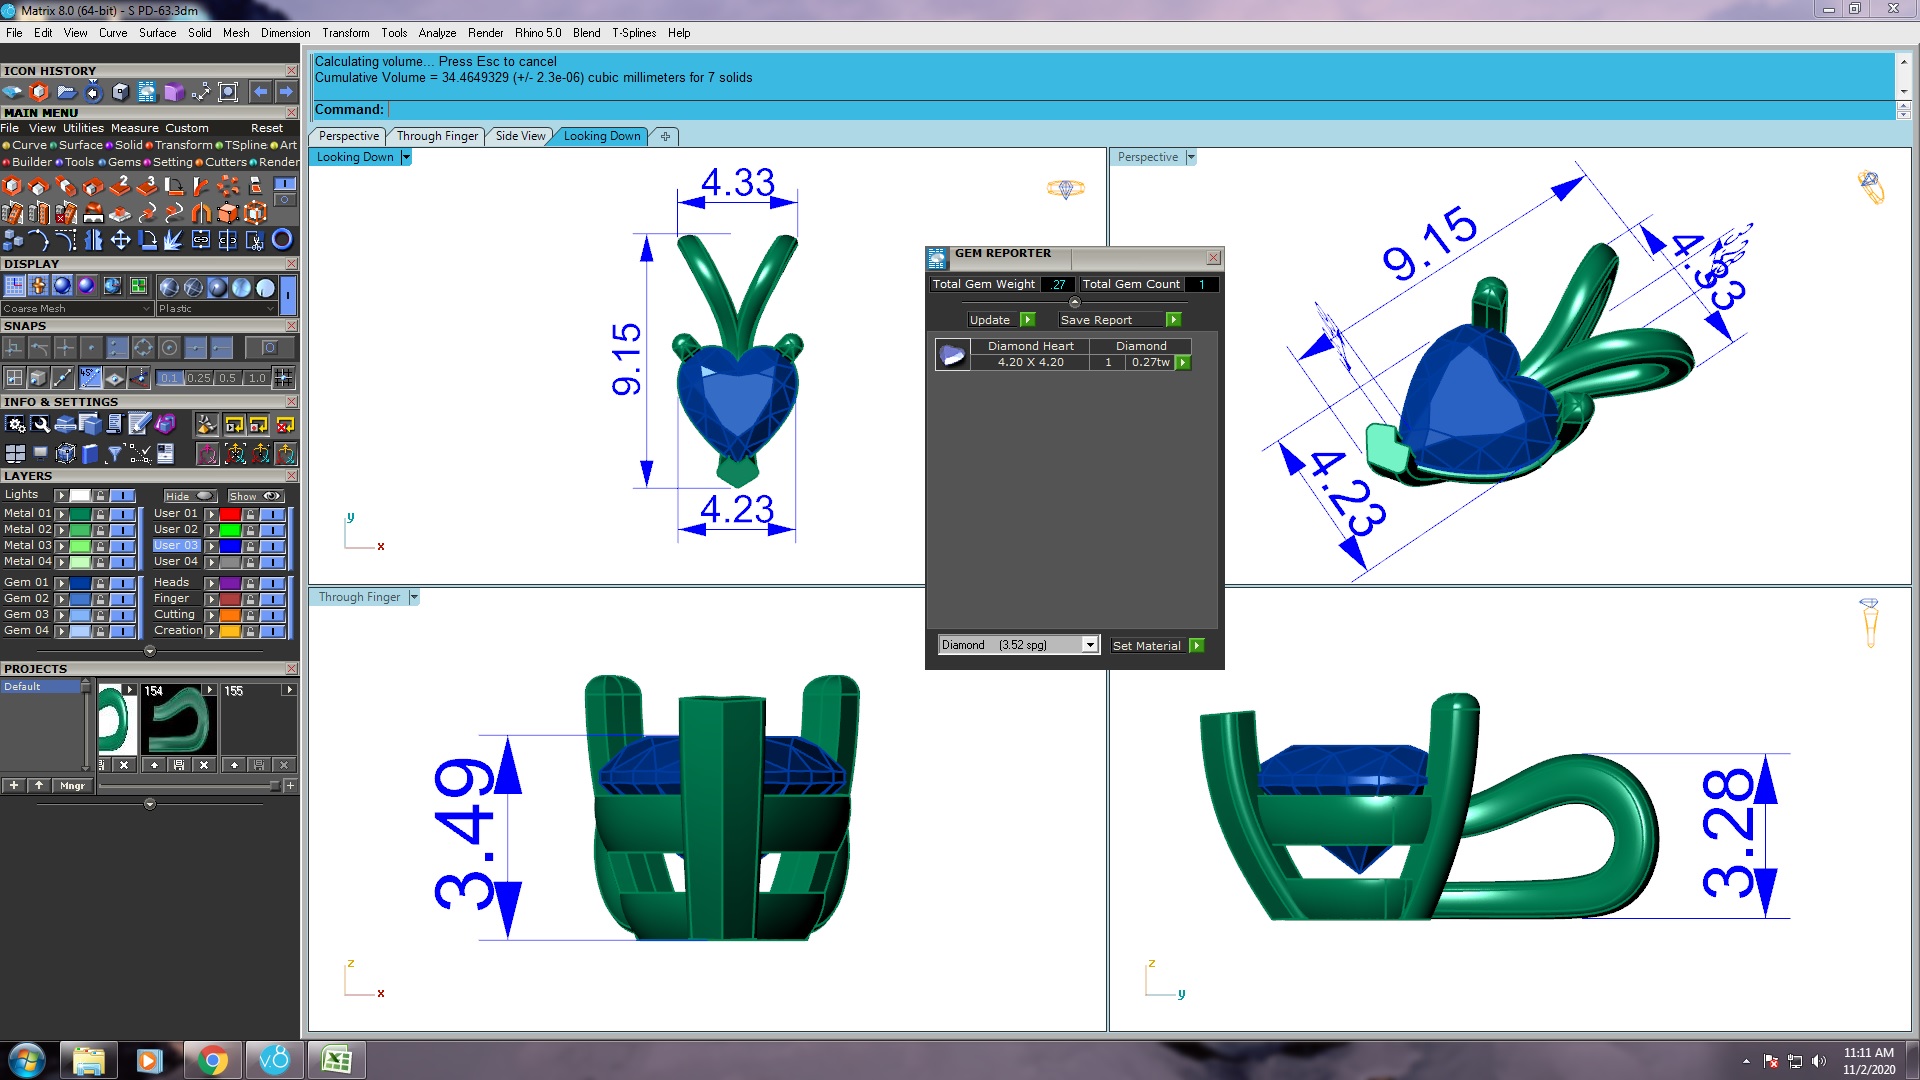 Matrix 8.0 (64-bit) - S PD-63.3dm
File Edit View Curve Surface Solid Mesh Dimension Transform Tools Analyze Render Rhino 5.0 Blend T-Splines Help
Calculating volume... Press Esc to cancel
Cumulative Volume = 34.4649329 (+/- 2.3e-06) cubic millimeters for 7 solids
Command:
Perspective Through Finger Side View Looking Down
ICON HISTORY
MAIN MENU
File View Utilities Measure Custom Reset
Curve Surface Solid Transform TSpline Art
Builder Tools Gems Setting Cutters Render
DISPLAY
Coarse Mesh Plastic
SNAPS
45°
0.1 0.25 0.5 1.0
INFO & SETTINGS
LAYERS
Lights Hide Show
Metal 01 User 01
Metal 02 User 02
Metal 03 User 03
Metal 04 User 04
Gem 01 Heads
Gem 02 Finger
Gem 03 Cutting
Gem 04 Creation
PROJECTS
Default
154 155
Mngr
Looking Down
4.33
9.15
4.23
y
x
Perspective
9.15
4.33
4.23
GEM REPORTER
Total Gem Weight .27 Total Gem Count 1
Update Save Report
Diamond Heart Diamond
4.20 X 4.20 1 0.27tw
Diamond (3.52 spg) Set Material
Through Finger
3.49
z
x
3.28
z
y
v8
11:11 AM
11/2/2020